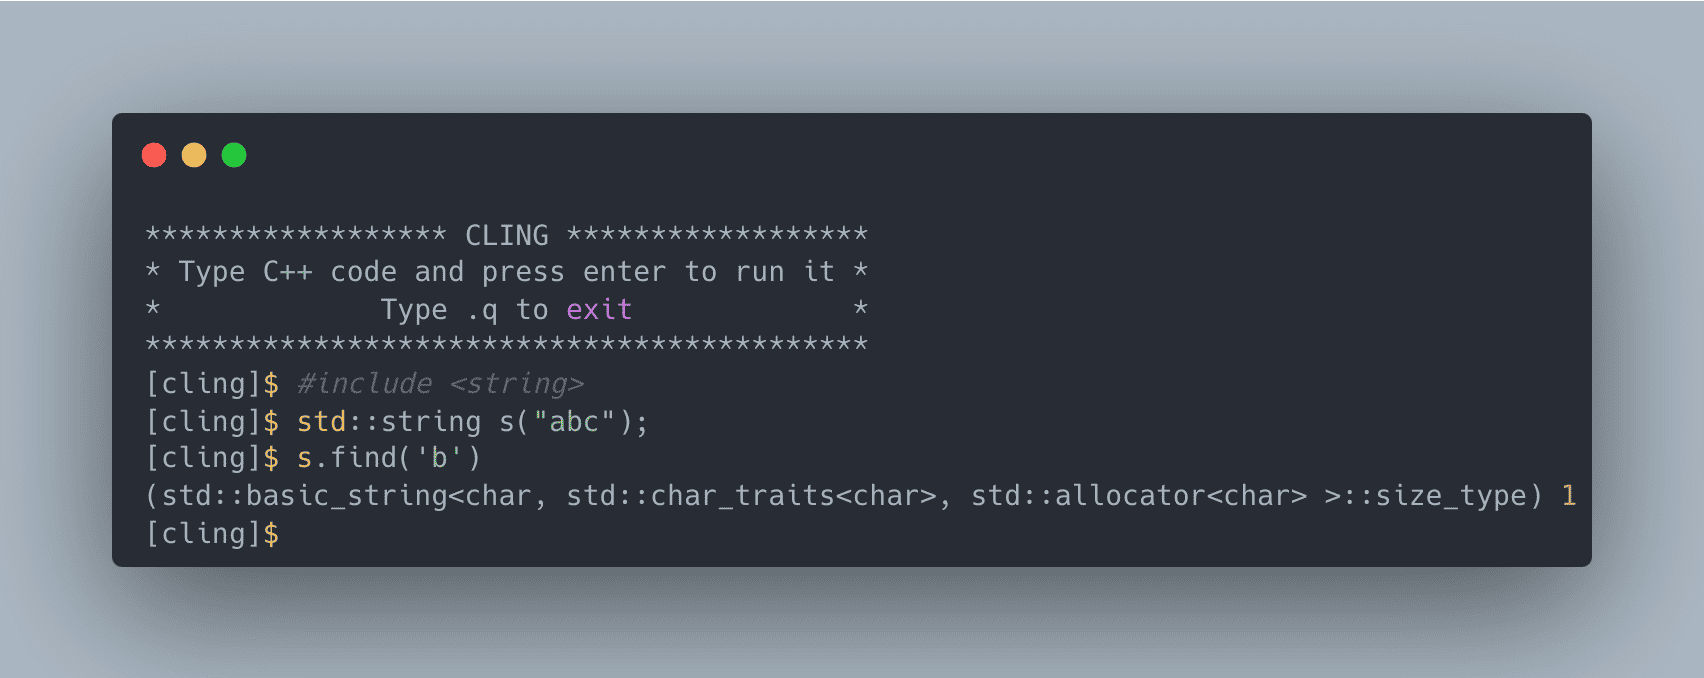 ****************** CLING ******************
* Type C++ code and press enter to run it *
*             Type .q to exit             *
*******************************************
[cling]$ #include <string>
[cling]$ std::string s("abc");
[cling]$ s.find('b')
(std::basic_string<char, std::char_traits<char>, std::allocator<char> >::size_type) 1
[cling]$